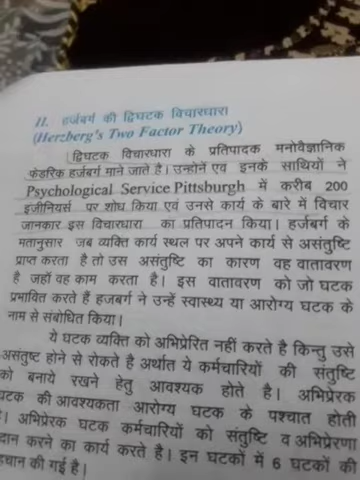 II. हर्जबर्ग की द्विघटक विचारधारा
(Herzberg's Two Factor Theory)
द्विघटक विचारधारा के प्रतिपादक मनोवैज्ञानिक
फेडरिक हर्जबर्ग माने जाते है। उन्होनें एवं इनके साथियों ने
Psychological Service Pittsburgh में करीब 200
इंजीनियर्स पर शोध किया एवं उनसे कार्य के बारे में विचार
जानकार इस विचारधारा का प्रतिपादन किया। हर्जबर्ग के
मतानुसार जब व्यक्ति कार्य स्थल पर अपने कार्य से असंतुष्टि
प्राप्त करता है तो उस असंतुष्टि का कारण वह वातावरण
है जहाँ वह काम करता है। इस वातावरण को जो घटक
प्रभावित करते हैं हर्जबर्ग ने उन्हें स्वास्थ्य या आरोग्य घटक के
नाम से संबोधित किया।
ये घटक व्यक्ति को अभिप्रेरित नहीं करते है किन्तु उसे
असंतुष्ट होने से रोकते है अर्थात ये कर्मचारियों की संतुष्टि
को बनाये रखने हेतु आवश्यक होते है। अभिप्रेरक
घटक की आवश्यकता आरोग्य घटक के पश्चात होती
है। अभिप्रेरक घटक कर्मचारियों को संतुष्टि व अभिप्रेरणा
दान करने का कार्य करते है। इन घटकों में 6 घटकों की
हचान की गई है।